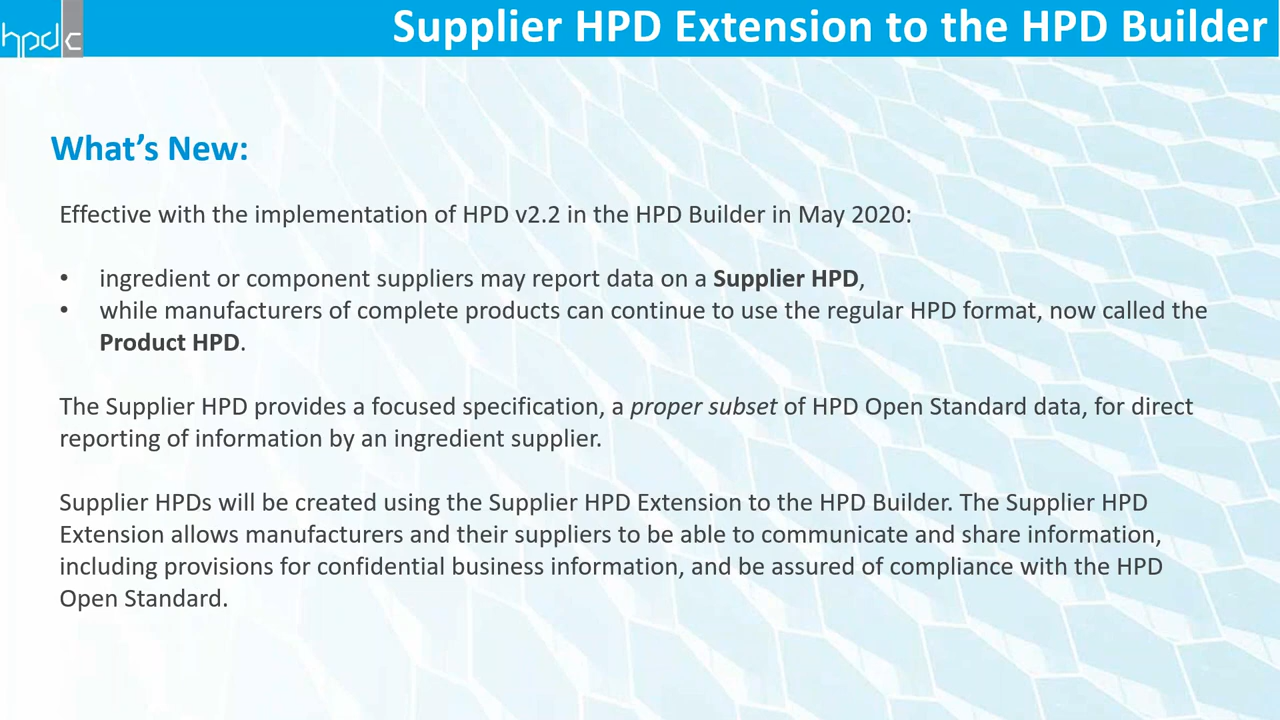 hpd c
Supplier HPD Extension to the HPD Builder
What’s New:
Effective with the implementation of HPD v2.2 in the HPD Builder in May 2020:
• ingredient or component suppliers may report data on a Supplier HPD,
• while manufacturers of complete products can continue to use the regular HPD format, now called the
Product HPD.
The Supplier HPD provides a focused specification, a proper subset of HPD Open Standard data, for direct
reporting of information by an ingredient supplier.
Supplier HPDs will be created using the Supplier HPD Extension to the HPD Builder. The Supplier HPD
Extension allows manufacturers and their suppliers to be able to communicate and share information,
including provisions for confidential business information, and be assured of compliance with the HPD
Open Standard.